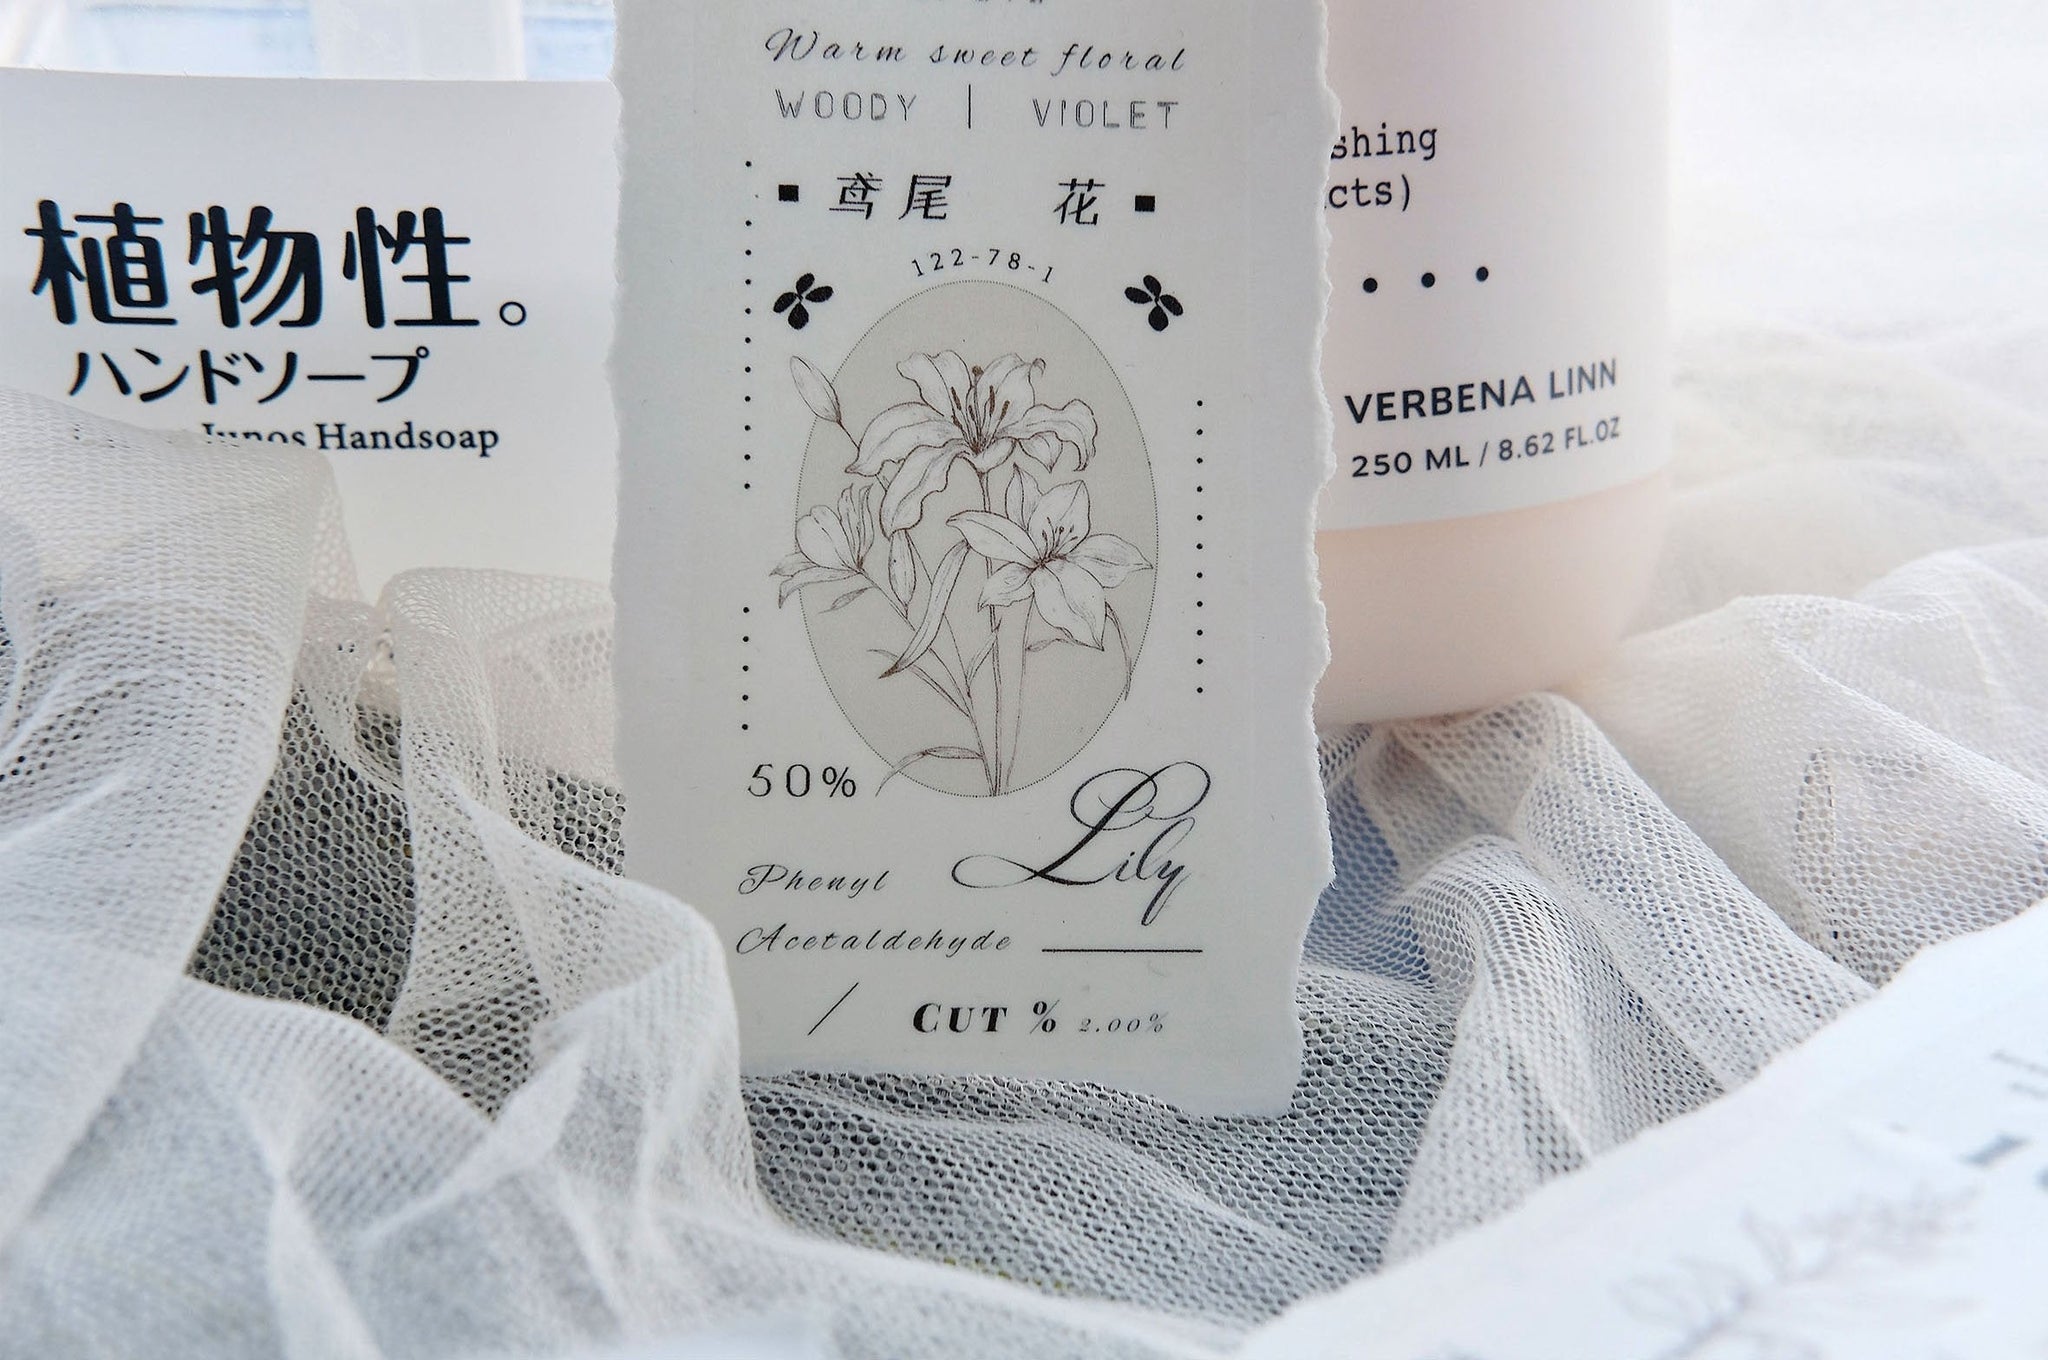 植物性。
ハンドソープ
Junos Handsoap
Warm sweet floral
WOODY | VIOLET
鸢尾 花
122-78-1
50%
Lily
Phenyl
Acetaldehyde
/ CUT % 2.00%
shing
cts)
VERBENA LINN
250 ML / 8.62 FL.OZ